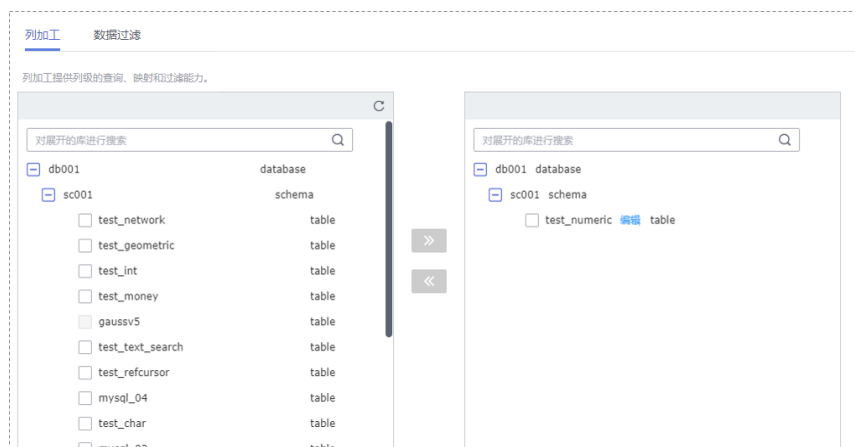 列加工 数据过滤
列加工提供列级的查询、映射和过滤能力。
对展开的库进行搜索
db001 database
sc001 schema
test_network table
test_geometric table
test_int table
test_money table
gaussv5 table
test_text_search table
test_refcursor table
mysql_04 table
test_char table
对展开的库进行搜索
db001 database
sc001 schema
test_numeric 编辑 table